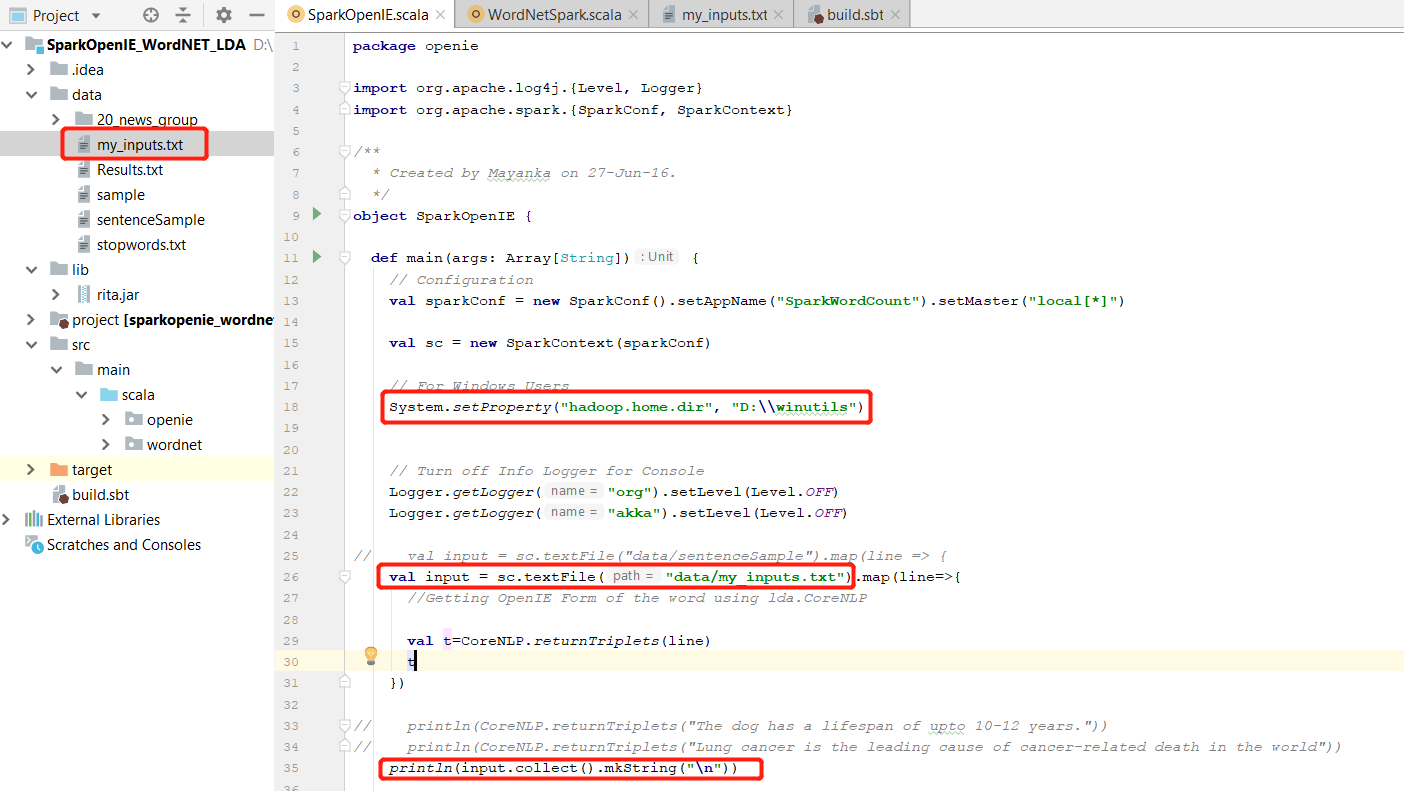 Project
SparkOpenIE.scala
WordNetSpark.scala
my_inputs.txt
build.sbt
SparkOpenIE_WordNET_LDA D:\
.idea
data
20_news_group
my_inputs.txt
Results.txt
sample
sentenceSample
stopwords.txt
lib
rita.jar
project [sparkopenie_wordne
src
main
scala
openie
wordnet
target
build.sbt
External Libraries
Scratches and Consoles
1 package openie
2
3 import org.apache.log4j.{Level, Logger}
4 import org.apache.spark.{SparkConf, SparkContext}
5
6 /**
7 * Created by Mayanka on 27-Jun-16.
8 */
9 object SparkOpenIE {
10
11 def main(args: Array[String]) : Unit {
12 // Configuration
13 val sparkConf = new SparkConf().setAppName("SparkWordCount").setMaster("local[*]")
14
15 val sc = new SparkContext(sparkConf)
16
17 // For Windows Users
18 System.setProperty("hadoop.home.dir", "D:\\winutils")
19
20
21 // Turn off Info Logger for Console
22 Logger.getLogger( name = "org").setLevel(Level.OFF)
23 Logger.getLogger( name = "akka").setLevel(Level.OFF)
24
25 // val input = sc.textFile("data/sentenceSample").map(line => {
26 val input = sc.textFile( path = "data/my_inputs.txt").map(line=>{
27 //Getting OpenIE Form of the word using lda.CoreNLP
28
29 val t=CoreNLP.returnTriplets(line)
30 t
31 })
32
33 // println(CoreNLP.returnTriplets("The dog has a lifespan of upto 10-12 years."))
34 // println(CoreNLP.returnTriplets("Lung cancer is the leading cause of cancer-related death in the world"))
35 println(input.collect().mkString("\n"))
36